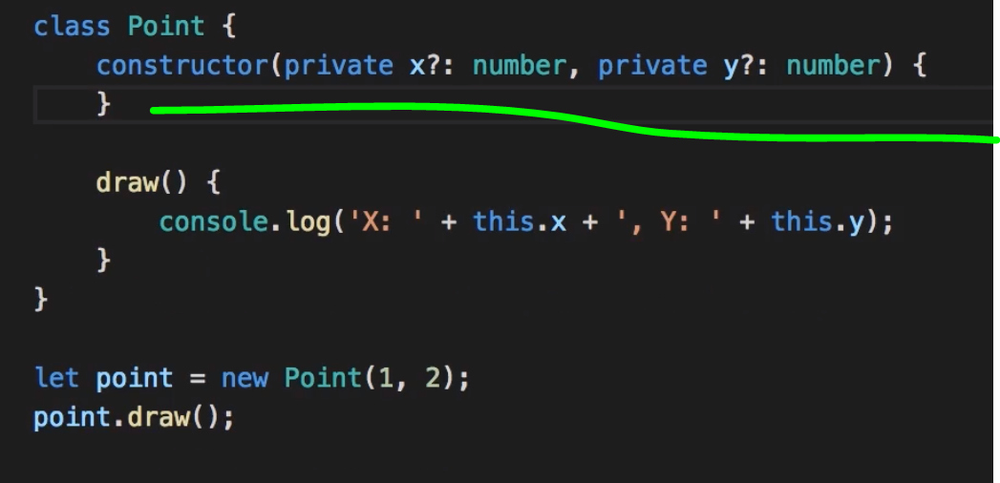 class Point {
    constructor(private x?: number, private y?: number) {
    }
    draw() {
        console.log('X: ' + this.x + ', Y: ' + this.y);
    }
}
let point = new Point(1, 2);
point.draw();